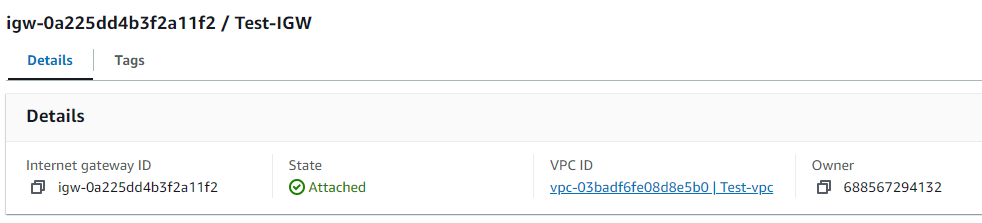 igw-0a225dd4b3f2a11f2 / Test-IGW
Details Tags
Details
Internet gateway ID State VPC ID Owner
igw-0a225dd4b3f2a11f2 Attached vpc-03badf6fe08d8e5b0 | Test-vpc 688567294132